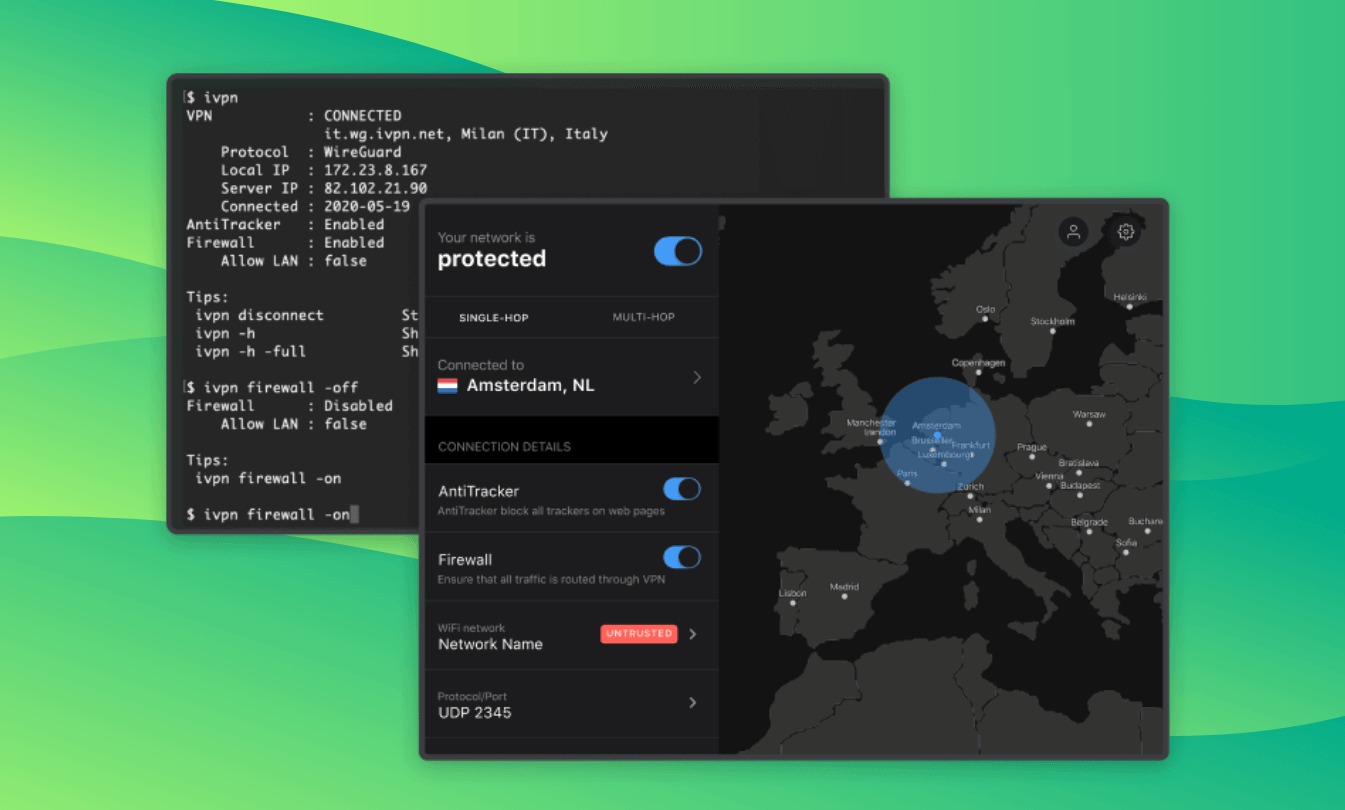 $ ivpn
VPN : CONNECTED
it.wg.ivpn.net, Milan (IT), Italy
Protocol : WireGuard
Local IP : 172.23.8.167
Server IP : 82.102.21.90
Connected : 2020-05-19
AntiTracker : Enabled
Firewall : Enabled
Allow LAN : false
Tips:
ivpn disconnect St
ivpn -h Sh
ivpn -h -full Sh
$ ivpn firewall -off
Firewall : Disabled
Allow LAN : false
Tips:
ivpn firewall -on
$ ivpn firewall -on
Your network is
protected
SINGLE-HOP MULTI-HOP
Connected to
Amsterdam, NL
CONNECTION DETAILS
AntiTracker
AntiTracker block all trackers on web pages
Firewall
Ensure that all traffic is routed through VPN
WiFi network
Network Name
UNTRUSTED
Protocol/Port
UDP 2345
Helsinki
Oslo
Stockholm
Copenhagen
Warsaw
Manchester
London
Amsterdam
Frankfurt
Luxembourg
Prague
Bratislava
Paris
Vienna
Budapest
Zurich
Milan
Belgrade
Buchare
Sofia
Madrid
Lisbon